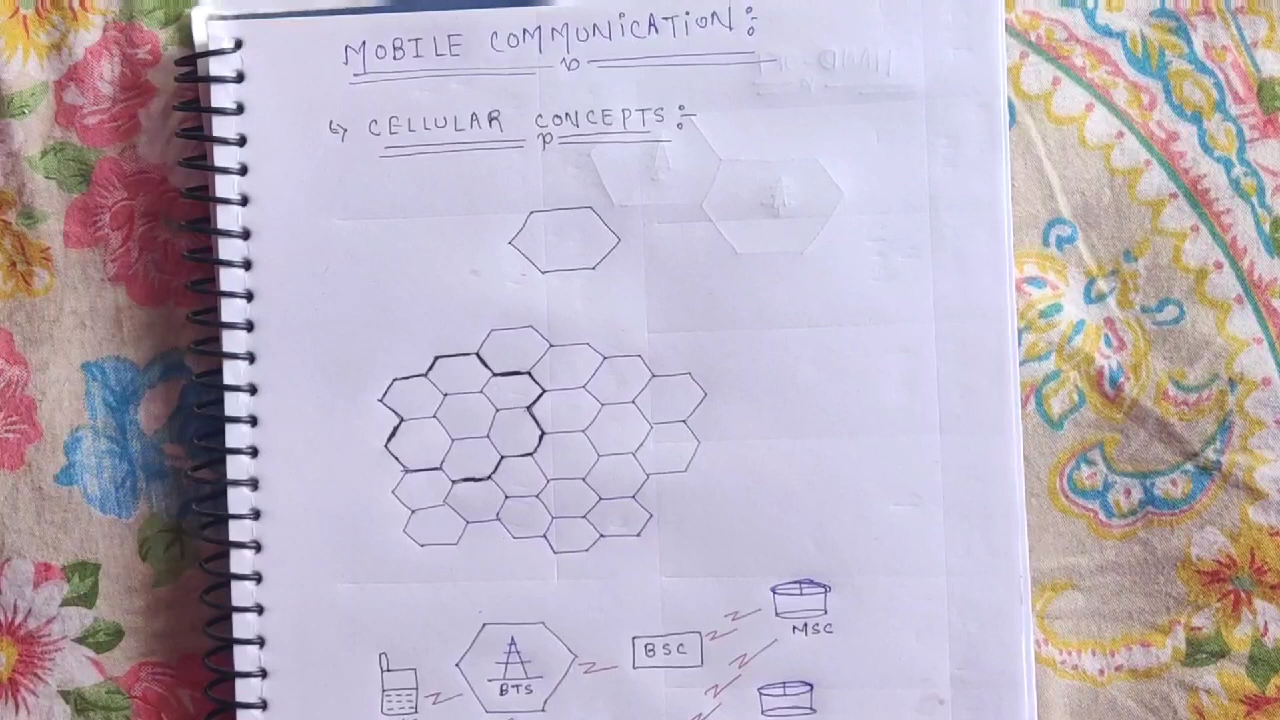 MOBILE COMMUNICATION:-
↳ CELLULAR CONCEPTS:-
MSC
BSC
BTS